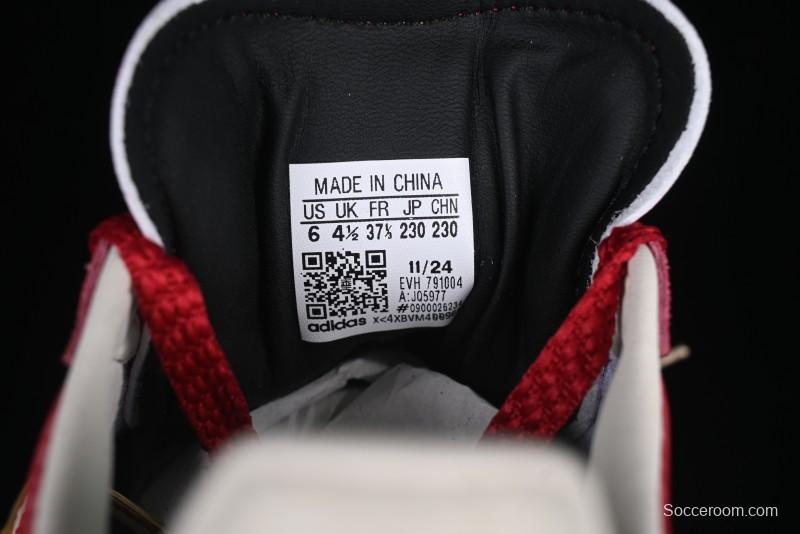 MADE IN CHINA
US UK FR JP CHN
6 4½ 37⅓ 230 230
11/24
EVH 791004
A:JQ5977
adidas
Socceroom.com